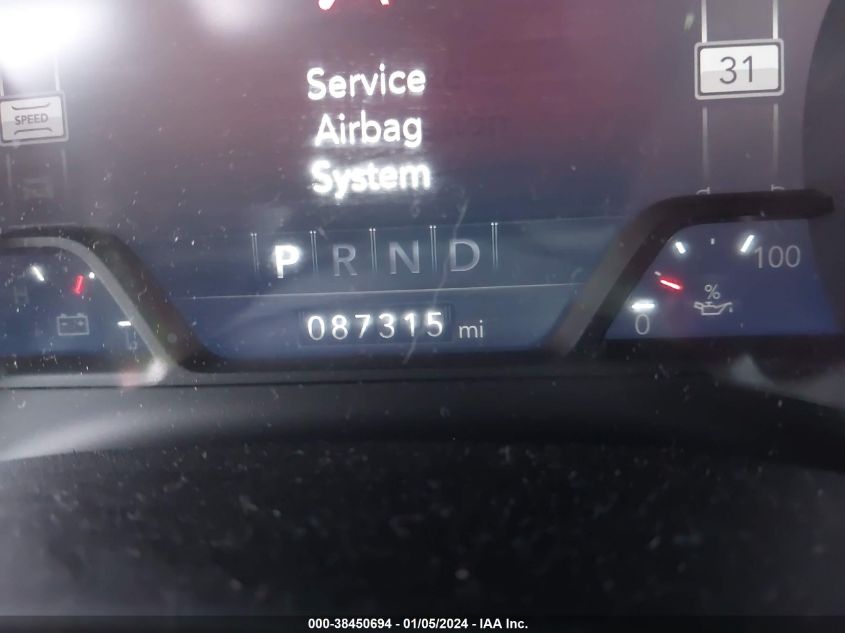 31
SPEED
Service
Airbag
System
P R N D
100
%
0
087315 mi
000-38450694 - 01/05/2024 - IAA Inc.